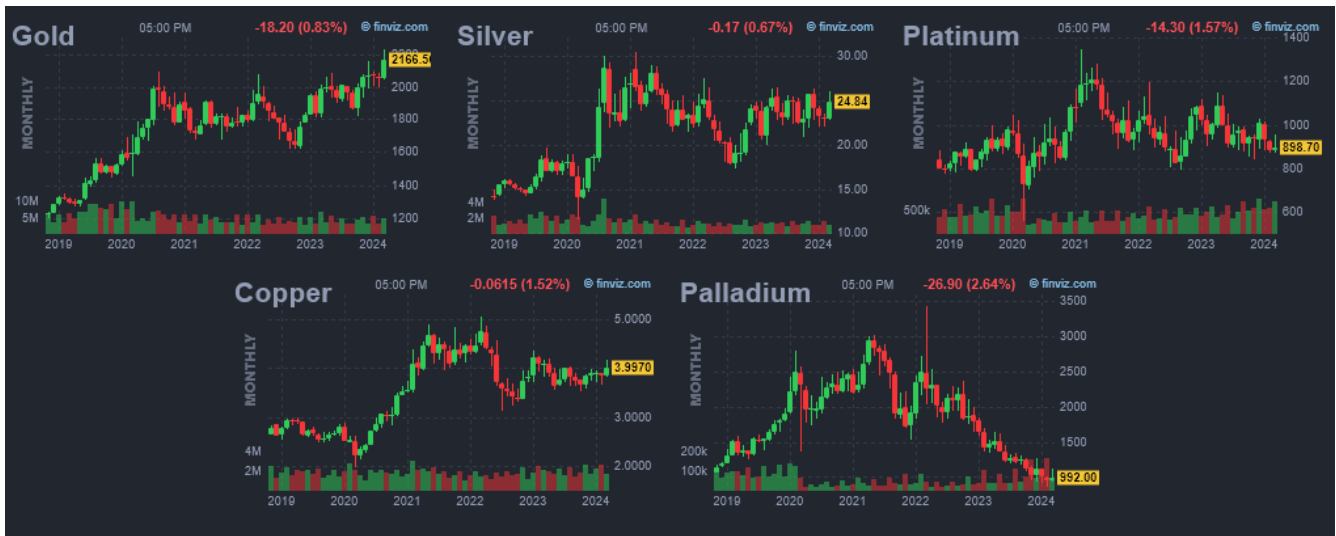 Gold 05:00 PM -18.20 (0.83%) © finviz.com
MONTHLY
2166.50
2000
1800
1600
1400
1200
10M
5M
2019 2020 2021 2022 2023 2024
Silver 05:00 PM -0.17 (0.67%) © finviz.com
MONTHLY
30.00
24.84
20.00
15.00
10.00
4M
2M
2019 2020 2021 2022 2023 2024
Platinum 05:00 PM -14.30 (1.57%) © finviz.com
MONTHLY
1400
1200
1000
898.70
800
600
500k
2019 2020 2021 2022 2023 2024
Copper 05:00 PM -0.0615 (1.52%) © finviz.com
MONTHLY
5.0000
3.9970
3.0000
2.0000
4M
2M
2019 2020 2021 2022 2023 2024
Palladium 05:00 PM -26.90 (2.64%) © finviz.com
MONTHLY
3500
3000
2500
2000
1500
992.00
200k
100k
2019 2020 2021 2022 2023 2024